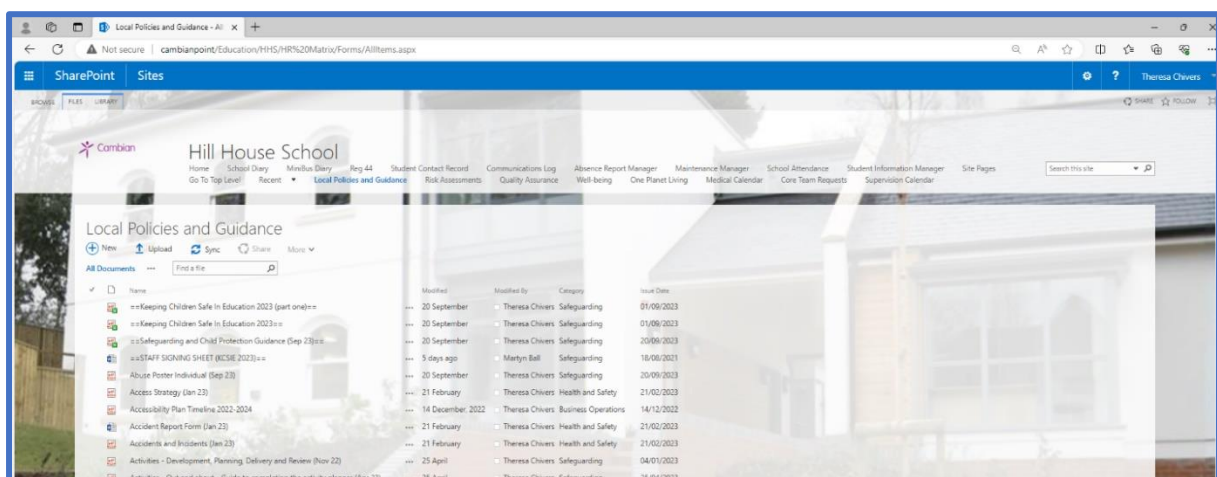 Local Policies and Guidance - All
Not secure | cambianpoint/Education/HHS/HR%20Matrix/Forms/AllItems.aspx
SharePoint Sites ? Theresa Chivers
BROWSE FILES LIBRARY SHARE FOLLOW
Cambian
Hill House School
Home School Diary MiniBus Diary Reg 44 Student Contact Record Communications Log Absence Report Manager Maintenance Manager School Attendance Student Information Manager Site Pages
Search this site
Go To Top Level Recent Local Policies and Guidance Risk Assessments Quality Assurance Well-being One Planet Living Medical Calendar Core Team Requests Supervision Calendar
Local Policies and Guidance
New Upload Sync Share More
All Documents ... Find a file
Name Modified Modified By Category Issue Date
==Keeping Children Safe In Education 2023 (part one)== ... 20 September Theresa Chivers Safeguarding 01/09/2023
==Keeping Children Safe In Education 2023== ... 20 September Theresa Chivers Safeguarding 01/09/2023
==Safeguarding and Child Protection Guidance (Sep 23)== ... 20 September Theresa Chivers Safeguarding 20/09/2023
==STAFF SIGNING SHEET (KCSIE 2023)== ... 5 days ago Martyn Ball Safeguarding 18/08/2021
Abuse Poster Individual (Sep 23) ... 20 September Theresa Chivers Safeguarding 20/09/2023
Access Strategy (Jan 23) ... 21 February Theresa Chivers Health and Safety 21/02/2023
Accessibility Plan Timeline 2022-2024 ... 14 December, 2022 Theresa Chivers Business Operations 14/12/2022
Accident Report Form (Jan 23) ... 21 February Theresa Chivers Health and Safety 21/02/2023
Accidents and Incidents (Jan 23) ... 21 February Theresa Chivers Health and Safety 21/02/2023
Activities - Development, Planning, Delivery and Review (Nov 22) ... 25 April Theresa Chivers Safeguarding 04/01/2023